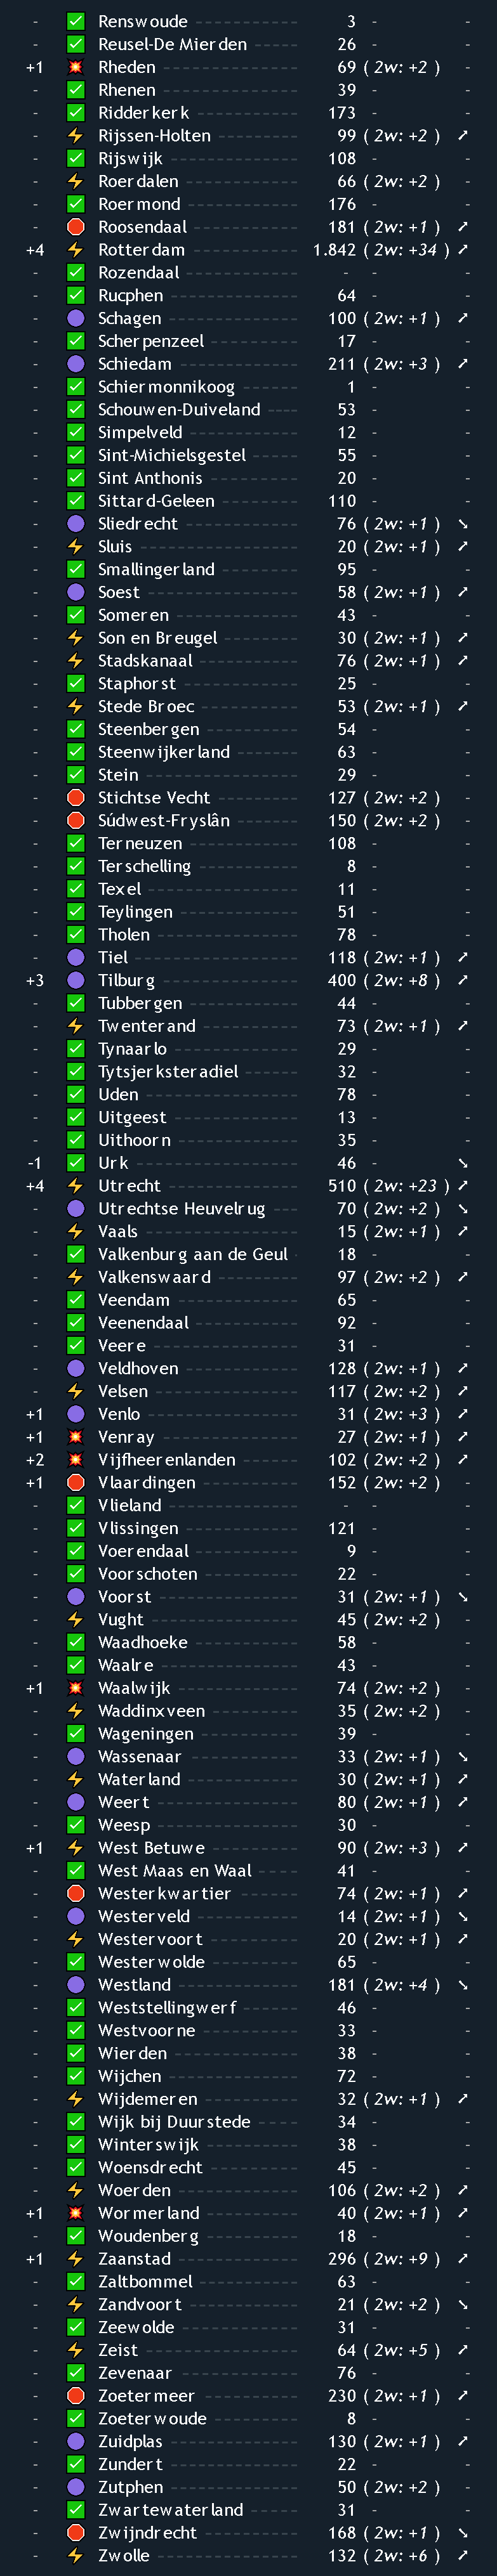 - ✅ Renswoude 3 - -
- ✅ Reusel-De Mierden 26 - -
+1 💥 Rheden 69 ( 2w: +2 ) -
- ✅ Rhenen 39 - -
- ✅ Ridderkerk 173 - -
- ⚡ Rijssen-Holten 99 ( 2w: +2 ) ↗
- ✅ Rijswijk 108 - -
- ⚡ Roerdalen 66 ( 2w: +2 ) -
- ✅ Roermond 176 - -
- 🛑 Roosendaal 181 ( 2w: +1 ) ↗
+4 ⚡ Rotterdam 1.842 ( 2w: +34 ) ↗
- ✅ Rozendaal - - -
- ✅ Rucphen 64 - -
- 🟣 Schagen 100 ( 2w: +1 ) ↗
- ✅ Scherpenzeel 17 - -
- 🟣 Schiedam 211 ( 2w: +3 ) ↗
- ✅ Schiermonnikoog 1 - -
- ✅ Schouwen-Duiveland 53 - -
- ✅ Simpelveld 12 - -
- ✅ Sint-Michielsgestel 55 - -
- ✅ Sint Anthonis 20 - -
- ✅ Sittard-Geleen 110 - -
- 🟣 Sliedrecht 76 ( 2w: +1 ) ↘
- ⚡ Sluis 20 ( 2w: +1 ) ↗
- ✅ Smallingerland 95 - -
- 🟣 Soest 58 ( 2w: +1 ) ↗
- ✅ Someren 43 - -
- ⚡ Son en Breugel 30 ( 2w: +1 ) ↗
- ⚡ Stadskanaal 76 ( 2w: +1 ) ↗
- ✅ Staphorst 25 - -
- ⚡ Stede Broec 53 ( 2w: +1 ) ↗
- ✅ Steenbergen 54 - -
- ✅ Steenwijkerland 63 - -
- ✅ Stein 29 - -
- 🛑 Stichtse Vecht 127 ( 2w: +2 ) -
- 🛑 Súdwest-Fryslân 150 ( 2w: +2 ) -
- ✅ Terneuzen 108 - -
- ✅ Terschelling 8 - -
- ✅ Texel 11 - -
- ✅ Teylingen 51 - -
- ✅ Tholen 78 - -
- 🟣 Tiel 118 ( 2w: +1 ) ↗
+3 🟣 Tilburg 400 ( 2w: +8 ) ↗
- ✅ Tubbergen 44 - -
- ⚡ Twenterand 73 ( 2w: +1 ) ↗
- ✅ Tynaarlo 29 - -
- ✅ Tytsjerksteradiel 32 - -
- ✅ Uden 78 - -
- ✅ Uitgeest 13 - -
- ✅ Uithoorn 35 - -
-1 ✅ Urk 46 - ↘
+4 ⚡ Utrecht 510 ( 2w: +23 ) ↗
- 🟣 Utrechtse Heuvelrug 70 ( 2w: +2 ) ↘
- ⚡ Vaals 15 ( 2w: +1 ) ↗
- ✅ Valkenburg aan de Geul 18 - -
- ⚡ Valkenswaard 97 ( 2w: +2 ) ↗
- ✅ Veendam 65 - -
- ✅ Veenendaal 92 - -
- ✅ Veere 31 - -
- 🟣 Veldhoven 128 ( 2w: +1 ) ↗
- ⚡ Velsen 117 ( 2w: +2 ) ↗
+1 🟣 Venlo 31 ( 2w: +3 ) ↗
+1 💥 Venray 27 ( 2w: +1 ) ↗
+2 💥 Vijfheerenlanden 102 ( 2w: +2 ) ↗
+1 🛑 Vlaardingen 152 ( 2w: +2 ) -
- ✅ Vlieland - - -
- ✅ Vlissingen 121 - -
- ✅ Voerendaal 9 - -
- ✅ Voorschoten 22 - -
- 🟣 Voorst 31 ( 2w: +1 ) ↘
- ⚡ Vught 45 ( 2w: +2 ) -
- ✅ Waadhoeke 58 - -
- ✅ Waalre 43 - -
+1 💥 Waalwijk 74 ( 2w: +2 ) -
- ⚡ Waddinxveen 35 ( 2w: +2 ) -
- ✅ Wageningen 39 - -
- 🟣 Wassenaar 33 ( 2w: +1 ) ↘
- ⚡ Waterland 30 ( 2w: +1 ) ↗
- 🟣 Weert 80 ( 2w: +1 ) ↗
- ✅ Weesp 30 - -
+1 ⚡ West Betuwe 90 ( 2w: +3 ) ↗
- ✅ West Maas en Waal 41 - -
- 🛑 Westerkwartier 74 ( 2w: +1 ) ↗
- 🟣 Westerveld 14 ( 2w: +1 ) ↘
- ⚡ Westervoort 20 ( 2w: +1 ) ↗
- ✅ Westerwolde 65 - -
- 🟣 Westland 181 ( 2w: +4 ) ↘
- ✅ Weststellingwerf 46 - -
- ✅ Westvoorne 33 - -
- ✅ Wierden 38 - -
- ✅ Wijchen 72 - -
- ⚡ Wijdemeren 32 ( 2w: +1 ) ↗
- ✅ Wijk bij Duurstede 34 - -
- ✅ Winterswijk 38 - -
- ✅ Woensdrecht 45 - -
- ⚡ Woerden 106 ( 2w: +2 ) ↗
+1 💥 Wormerland 40 ( 2w: +1 ) ↗
- ✅ Woudenberg 18 - -
+1 ⚡ Zaanstad 296 ( 2w: +9 ) ↗
- ✅ Zaltbommel 63 - -
- ⚡ Zandvoort 21 ( 2w: +2 ) ↘
- ✅ Zeewolde 31 - -
- ⚡ Zeist 64 ( 2w: +5 ) ↗
- ✅ Zevenaar 76 - -
- 🛑 Zoetermeer 230 ( 2w: +1 ) ↗
- ✅ Zoeterwoude 8 - -
- 🟣 Zuidplas 130 ( 2w: +1 ) ↗
- ✅ Zundert 22 - -
- 🟣 Zutphen 50 ( 2w: +2 ) -
- ✅ Zwartewaterland 31 - -
- 🛑 Zwijndrecht 168 ( 2w: +1 ) ↘
- ⚡ Zwolle 132 ( 2w: +6 ) ↗